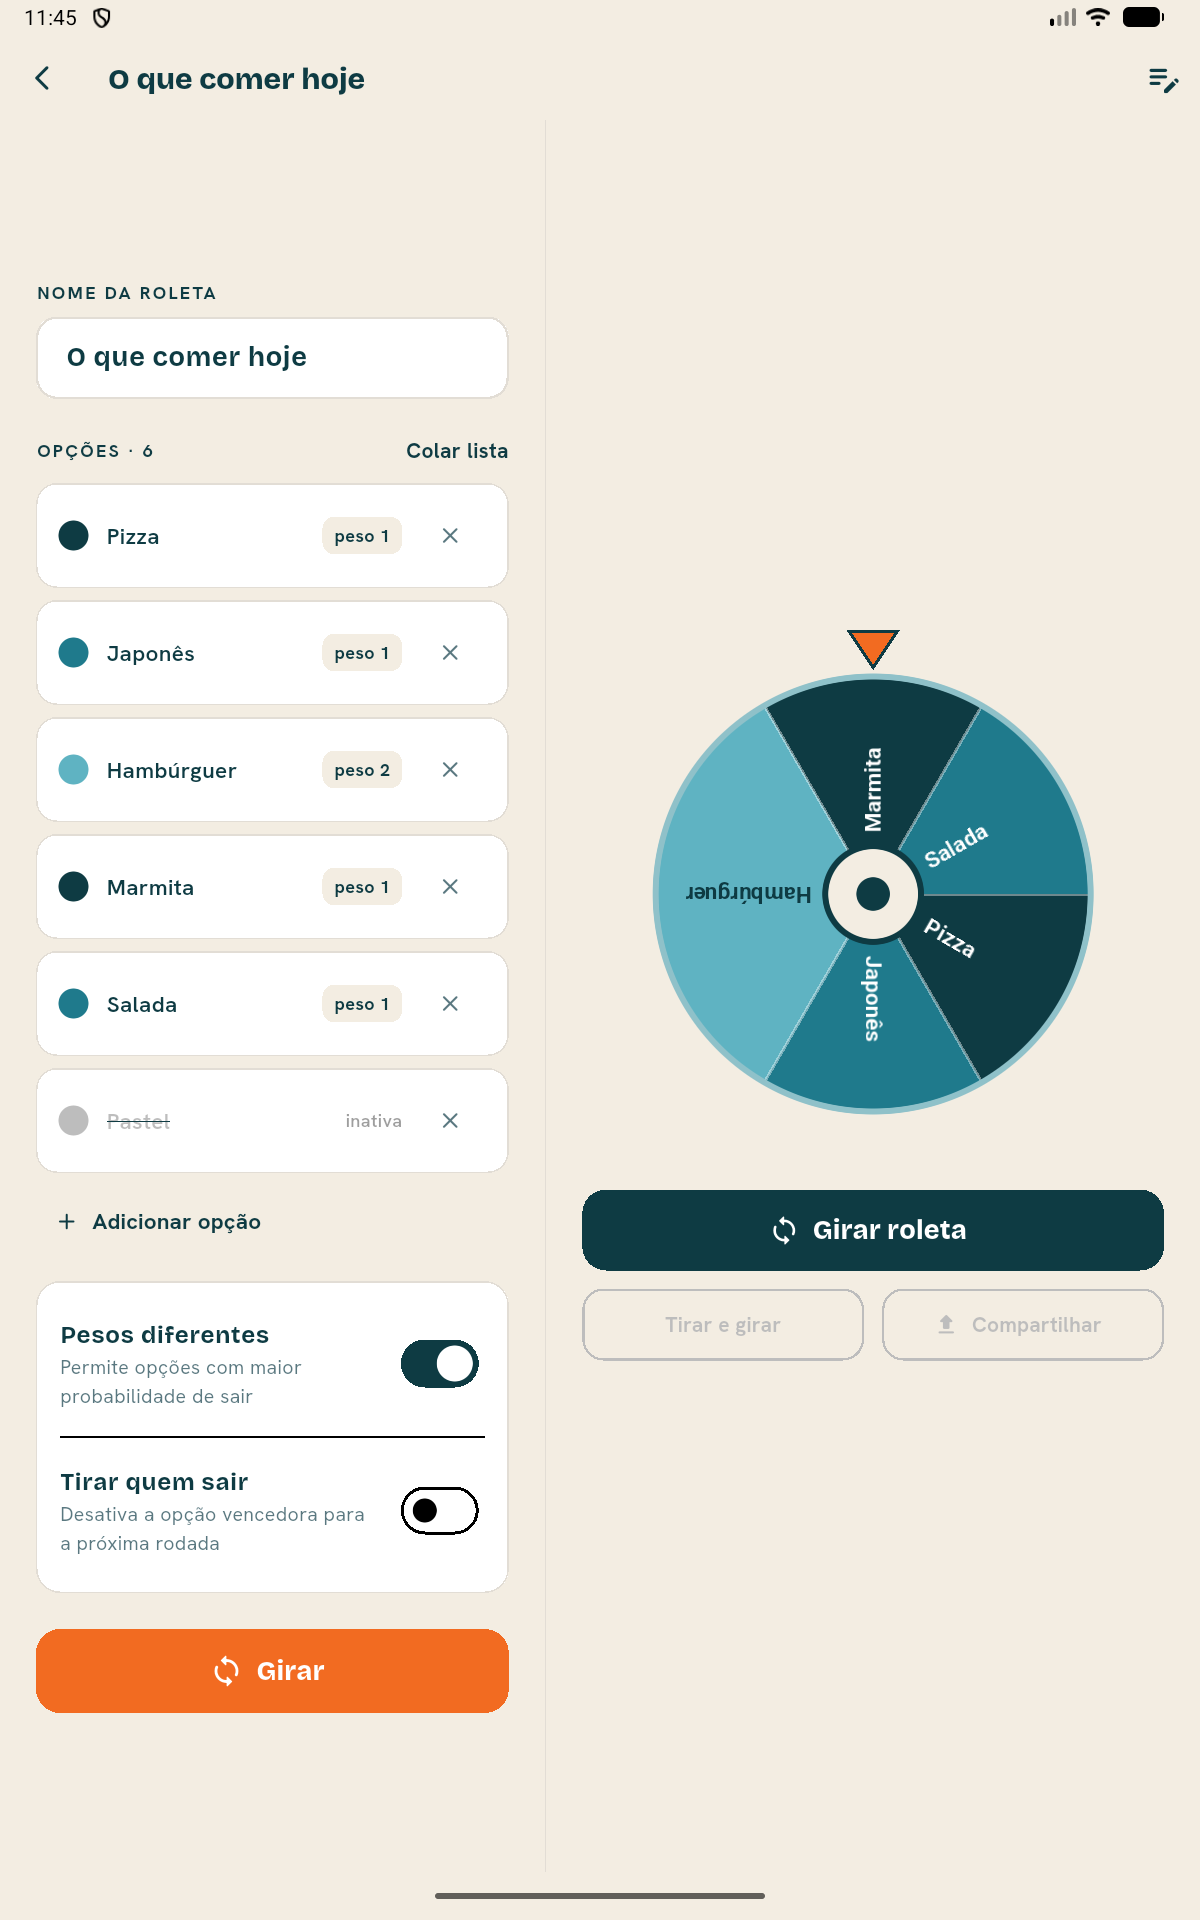 11:45
O que comer hoje
NOME DA ROLETA
O que comer hoje
OPÇÕES · 6
Colar lista
Pizza
peso 1
Japonês
peso 1
Hambúrguer
peso 2
Marmita
peso 1
Salada
peso 1
Pastel
inativa
Adicionar opção
Pesos diferentes
Permite opções com maior
probabilidade de sair
Tirar quem sair
Desativa a opção vencedora para
a próxima rodada
Girar
Marmita
Salada
Pizza
Japonês
Hambúrguer
Girar roleta
Tirar e girar
Compartilhar